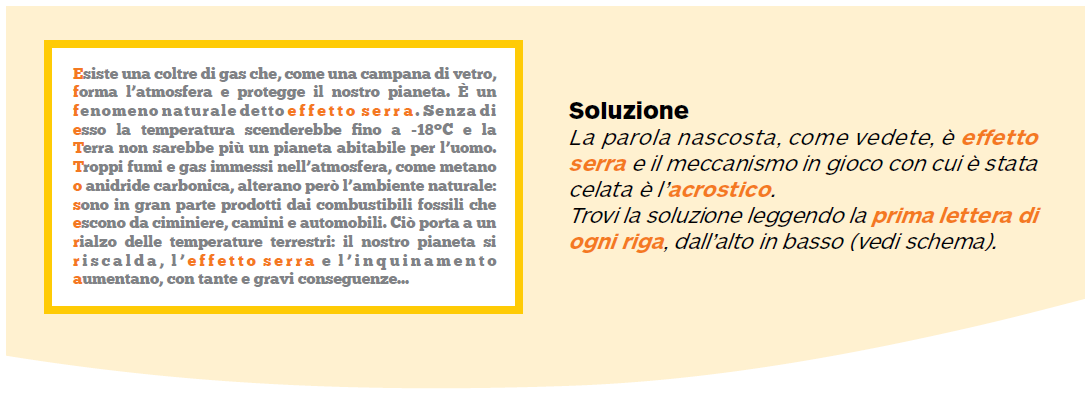 Esiste una coltre di gas che, come una campana di vetro,
forma l'atmosfera e protegge il nostro pianeta. È un
fenomeno naturale detto effetto serra. Senza di
esso la temperatura scenderebbe fino a -18°C e la
Terra non sarebbe più un pianeta abitabile per l'uomo.
Troppi fumi e gas immessi nell'atmosfera, come metano
o anidride carbonica, alterano però l'ambiente naturale:
sono in gran parte prodotti dai combustibili fossili che
escono da ciminiere, camini e automobili. Ciò porta a un
rialzo delle temperature terrestri: il nostro pianeta si
riscalda, l'effetto serra e l'inquinamento
aumentano, con tante e gravi conseguenze...
Soluzione
La parola nascosta, come vedete, è effetto
serra e il meccanismo in gioco con cui è stata
celata è l'acrostico.
Trovi la soluzione leggendo la prima lettera di
ogni riga, dall'alto in basso (vedi schema).